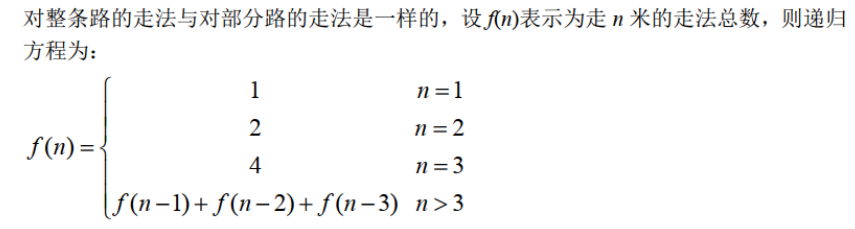 对整条路的走法与对部分路的走法是一样的，设 f(n)表示为走 n 米的走法总数，则递归
方程为：
1 n=1
2 n=2
f(n)=
4 n=3
f(n−1)+f(n−2)+f(n−3) n>3